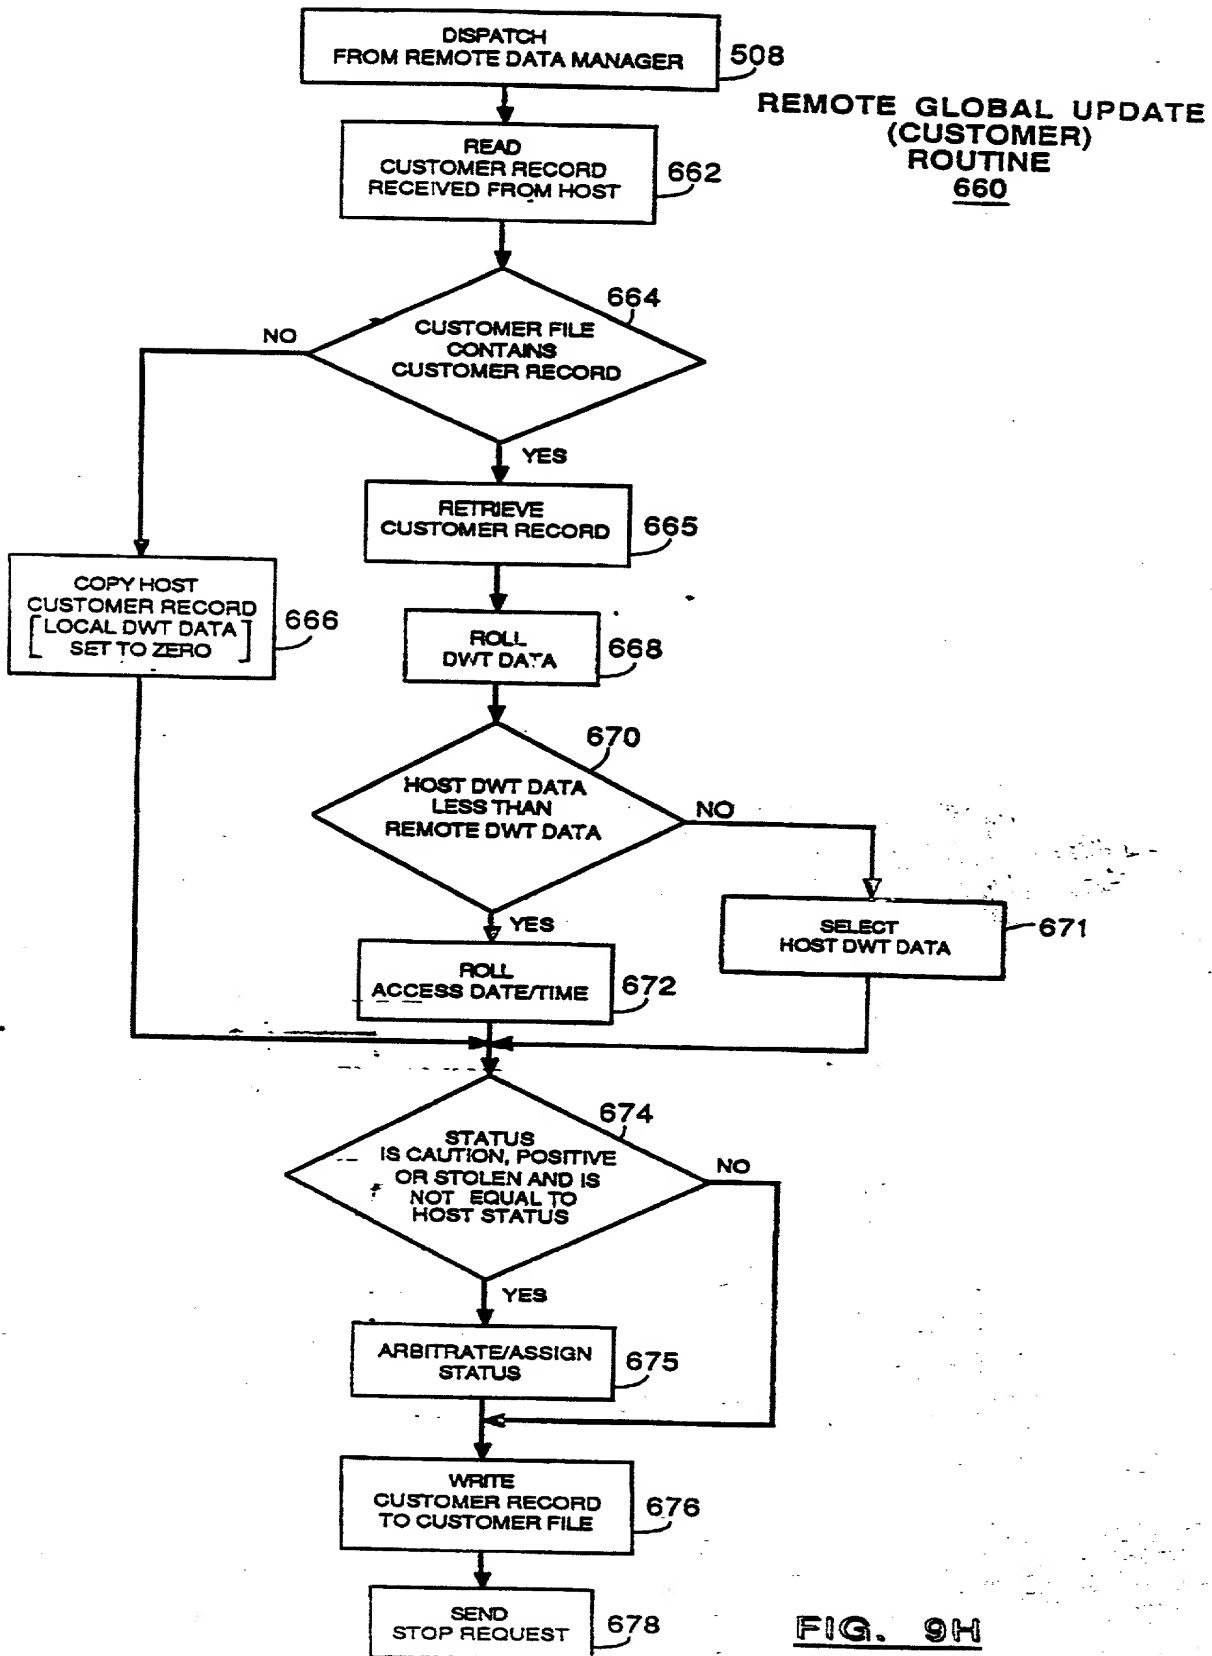 DISPATCH
FROM REMOTE DATA MANAGER
508
REMOTE GLOBAL UPDATE
(CUSTOMER)
ROUTINE
660
READ
CUSTOMER RECORD
RECEIVED FROM HOST
662
664
NO
CUSTOMER FILE
CONTAINS
CUSTOMER RECORD
YES
RETRIEVE
CUSTOMER RECORD
665
COPY HOST
CUSTOMER RECORD
[LOCAL DWT DATA
SET TO ZERO]
666
ROLL
DWT DATA
668
670
HOST DWT DATA
LESS THAN
REMOTE DWT DATA
NO
YES
SELECT
HOST DWT DATA
671
ROLL
ACCESS DATE/TIME
672
674
STATUS
IS CAUTION, POSITIVE
OR STOLEN AND IS
NOT EQUAL TO
HOST STATUS
NO
YES
ARBITRATE/ASSIGN
STATUS
675
WRITE
CUSTOMER RECORD
TO CUSTOMER FILE
676
SEND
STOP REQUEST
678
FIG. 9H